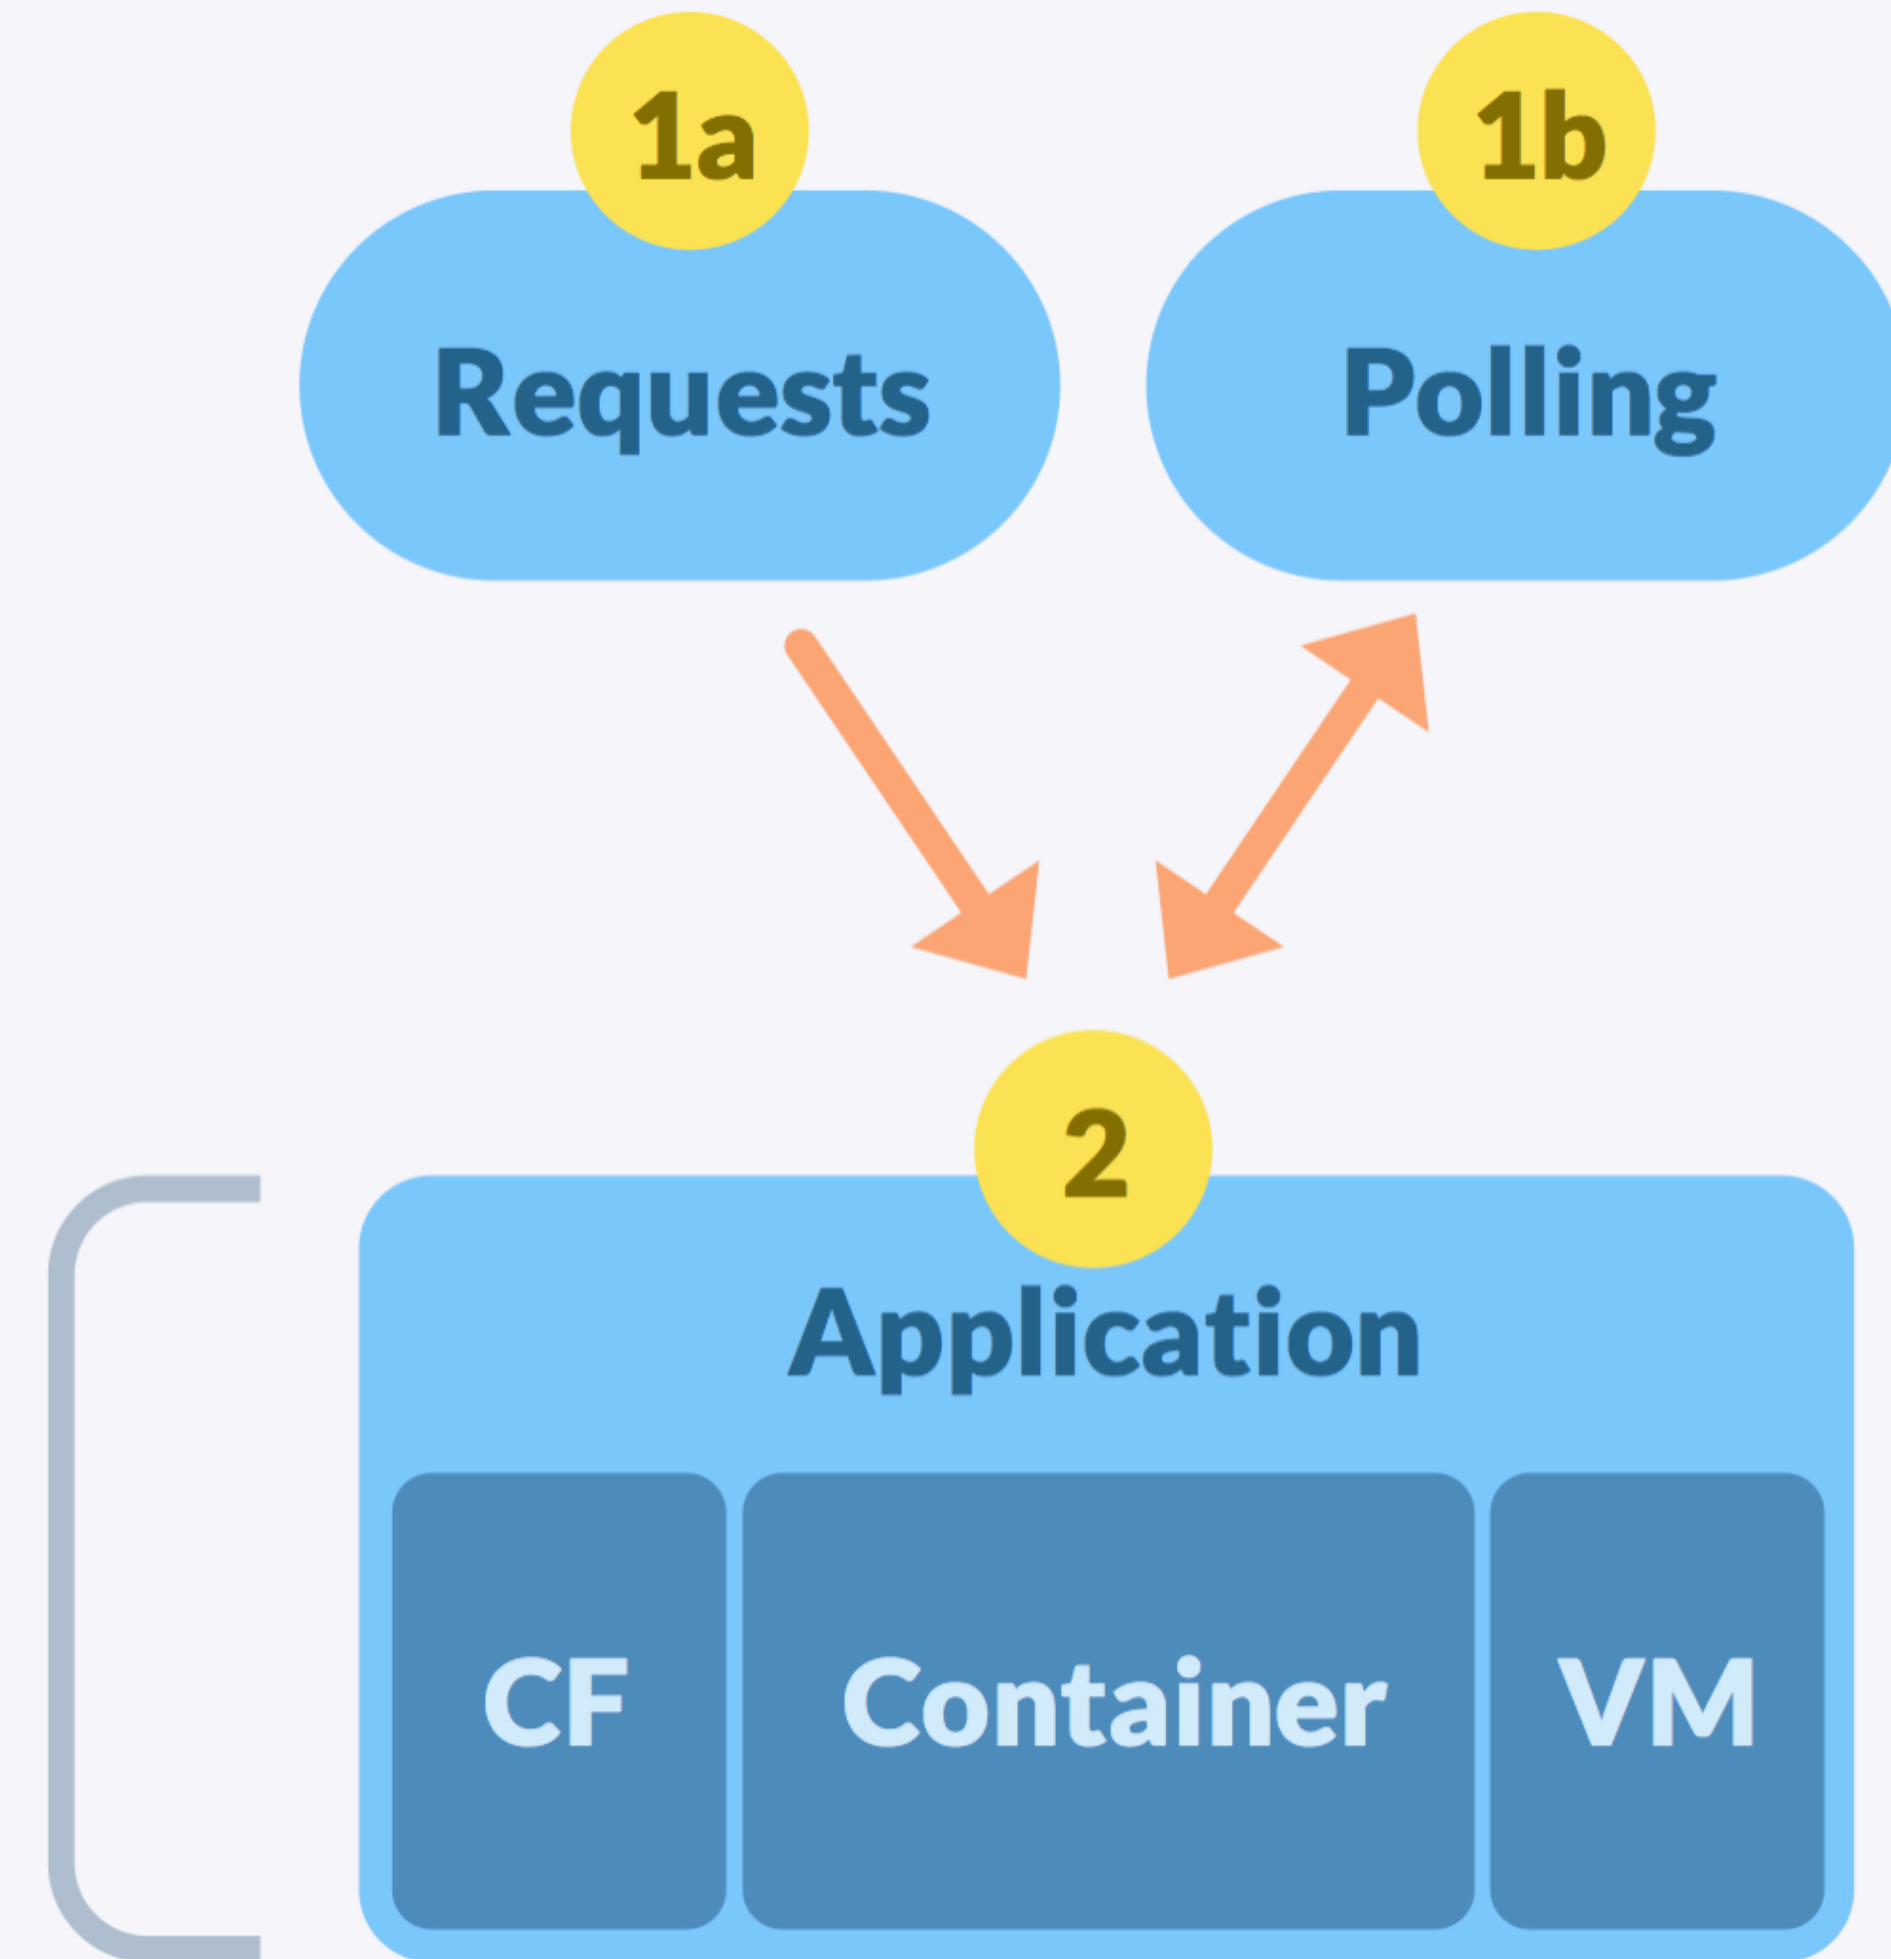 1a
1b
Requests
Polling
2
Application
CF
Container
VM